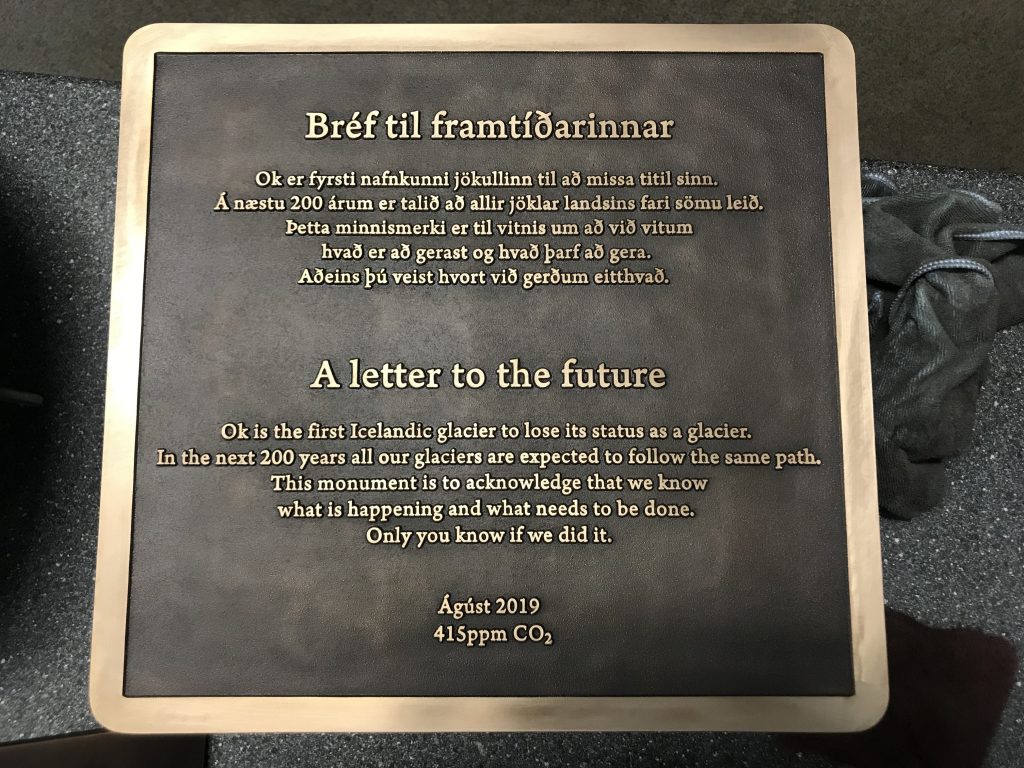 Bréf til framtíðarinnar
Ok er fyrsti nafnkunni jökullinn til að missa titil sinn.
Á næstu 200 árum er talið að allir jöklar landsins fari sömu leið.
Þetta minnismerki er til vitnis um að við vitum
hvað er að gerast og hvað þarf að gera.
Aðeins þú veist hvort við gerðum eitthvað.
A letter to the future
Ok is the first Icelandic glacier to lose its status as a glacier.
In the next 200 years all our glaciers are expected to follow the same path.
This monument is to acknowledge that we know
what is happening and what needs to be done.
Only you know if we did it.
Ágúst 2019
415ppm CO₂